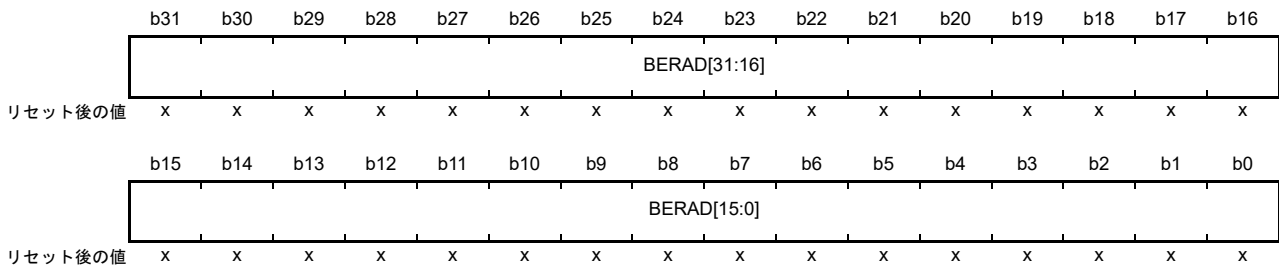 b31 b30 b29 b28 b27 b26 b25 b24 b23 b22 b21 b20 b19 b18 b17 b16
BERAD[31:16]
リセット後の値 x x x x x x x x x x x x x x x x
b15 b14 b13 b12 b11 b10 b9 b8 b7 b6 b5 b4 b3 b2 b1 b0
BERAD[15:0]
リセット後の値 x x x x x x x x x x x x x x x x